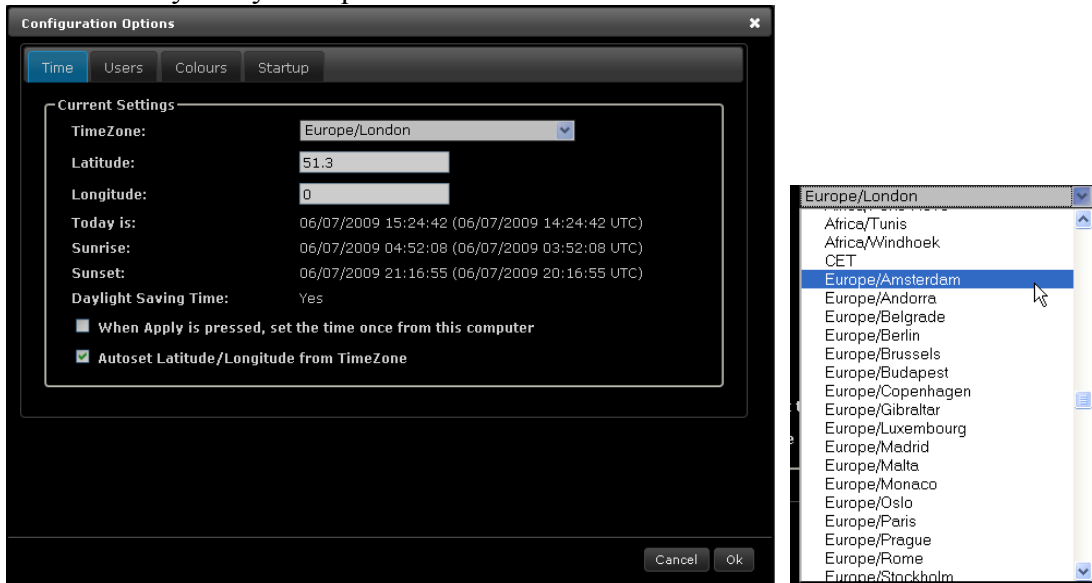 Configuration Options
Time Users Colours Startup
Current Settings
TimeZone: Europe/London
Latitude: 51.3
Longitude: 0
Today is: 06/07/2009 15:24:42 (06/07/2009 14:24:42 UTC)
Sunrise: 06/07/2009 04:52:08 (06/07/2009 03:52:08 UTC)
Sunset: 06/07/2009 21:16:55 (06/07/2009 20:16:55 UTC)
Daylight Saving Time: Yes
When Apply is pressed, set the time once from this computer
Autoset Latitude/Longitude from TimeZone
Cancel Ok
Europe/London
Africa/Tunis
Africa/Windhoek
CET
Europe/Amsterdam
Europe/Andorra
Europe/Belgrade
Europe/Berlin
Europe/Brussels
Europe/Budapest
Europe/Copenhagen
Europe/Gibraltar
Europe/Luxembourg
Europe/Madrid
Europe/Malta
Europe/Monaco
Europe/Oslo
Europe/Paris
Europe/Prague
Europe/Rome
Europe/Stockholm